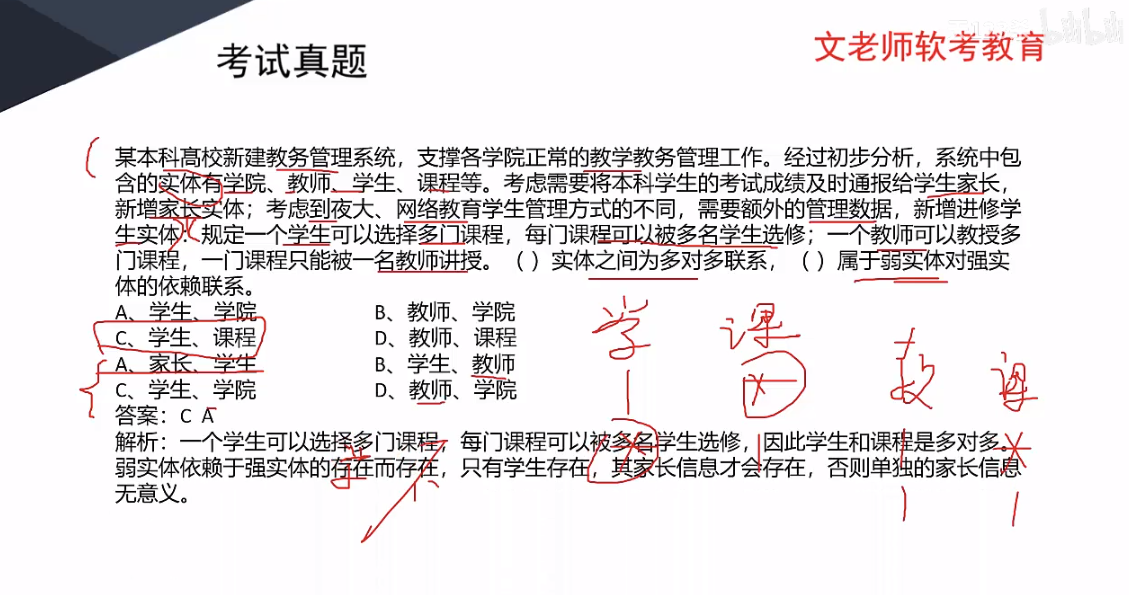 考试真题
文老师软考教育
bilibili
某本科高校新建教务管理系统，支撑各学院正常的教学教务管理工作。经过初步分析，系统中包
含的实体有学院、教师、学生、课程等。考虑需要将本科学生的考试成绩及时通报给学生家长，
新增家长实体；考虑到夜大、网络教育学生管理方式的不同，需要额外的管理数据，新增进修学
生实体。规定一个学生可以选择多门课程，每门课程可以被多名学生选修；一个教师可以教授多
门课程，一门课程只能被一名教师讲授。（ ）实体之间为多对多联系，（ ）属于弱实体对强实
体的依赖联系。
A、学生、学院 B、教师、学院
C、学生、课程 D、教师、课程
A、家长、学生 B、学生、教师
C、学生、学院 D、教师、学院
答案：C A
解析：一个学生可以选择多门课程，每门课程可以被多名学生选修，因此学生和课程是多对多。
弱实体依赖于强实体的存在而存在，只有学生存在，其家长信息才会存在，否则单独的家长信息
无意义。
学 课 教 课
1 * 1 *
* 1 1 1